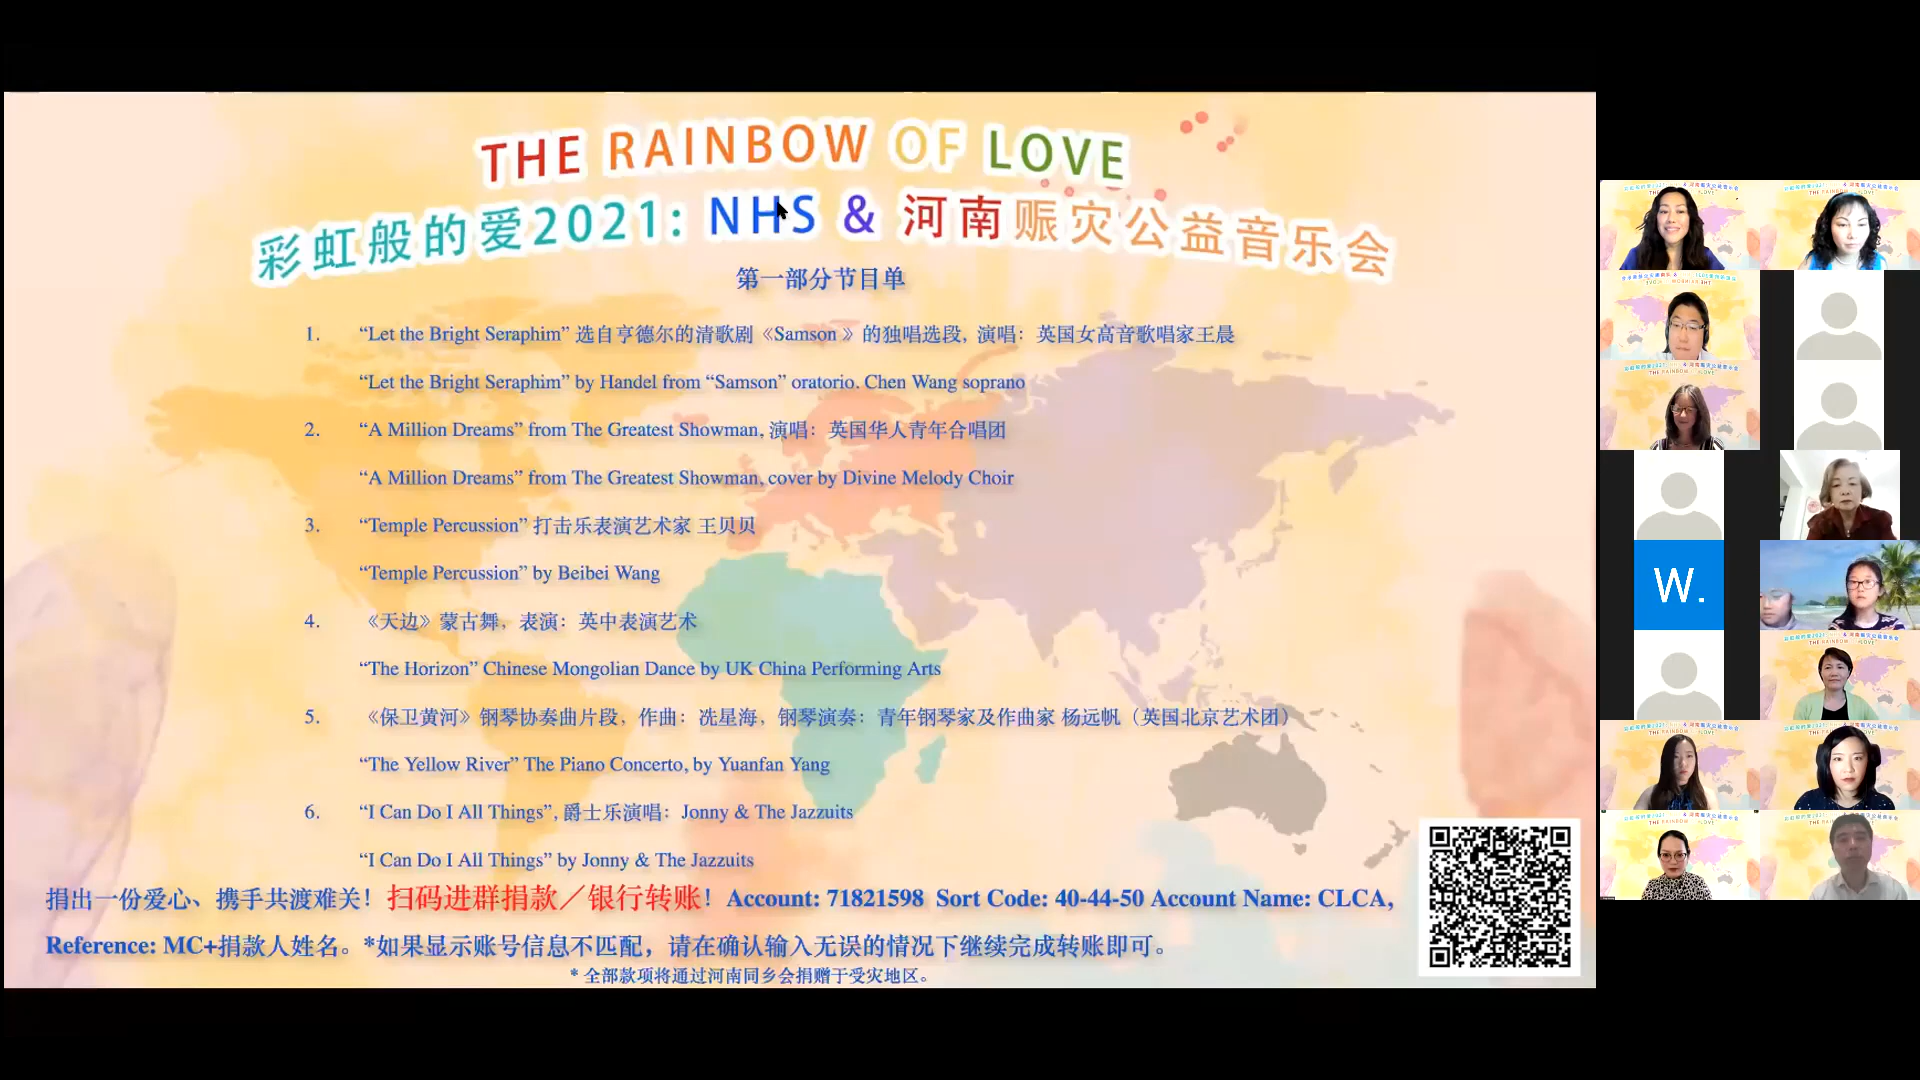 THE RAINBOW OF LOVE
彩虹般的爱2021: NHS & 河南赈灾公益音乐会
第一部分节目单
1. “Let the Bright Seraphim” 选自亨德尔的清歌剧《Samson 》的独唱选段, 演唱：英国女高音歌唱家王晨
“Let the Bright Seraphim” by Handel from “Samson” oratorio. Chen Wang soprano
2. “A Million Dreams” from The Greatest Showman, 演唱：英国华人青年合唱团
“A Million Dreams” from The Greatest Showman, cover by Divine Melody Choir
3. “Temple Percussion” 打击乐表演艺术家 王贝贝
“Temple Percussion” by Beibei Wang
4. 《天边》蒙古舞，表演：英中表演艺术
“The Horizon” Chinese Mongolian Dance by UK China Performing Arts
5. 《保卫黄河》钢琴协奏曲片段，作曲：冼星海，钢琴演奏：青年钢琴家及作曲家 杨远帆（英国北京艺术团）
“The Yellow River” The Piano Concerto, by Yuanfan Yang
6. “I Can Do I All Things”, 爵士乐演唱：Jonny & The Jazzuits
“I Can Do I All Things” by Jonny & The Jazzuits
捐出一份爱心、携手共渡难关！扫码进群捐款／银行转账！Account: 71821598 Sort Code: 40-44-50 Account Name: CLCA,
Reference: MC+捐款人姓名。*如果显示账号信息不匹配，请在确认输入无误的情况下继续完成转账即可。
* 全部款项将通过河南同乡会捐赠于受灾地区。
W.